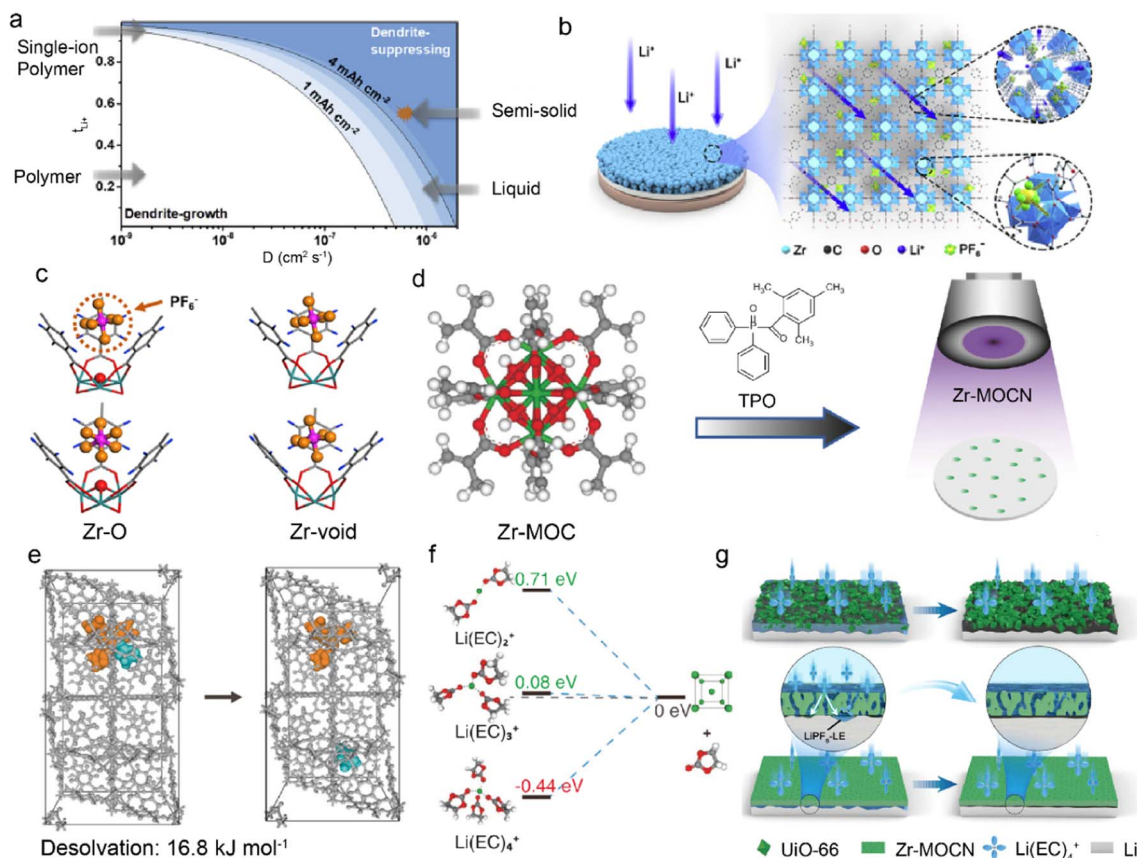 a
Single-ion
Polymer
Polymer
t_Li+
0.8
0.6
0.4
0.2
Dendrite-
suppressing
4 mAh cm⁻²
1 mAh cm⁻²
Dendrite-growth
Semi-solid
Liquid
10⁻⁹
10⁻⁸
10⁻⁷
10⁻⁶
D (cm² s⁻¹)
b
Li⁺
Li⁺
Li⁺
Zr
C
O
Li⁺
PF₆⁻
c
PF₆⁻
Zr-O
Zr-void
d
Zr-MOC
H₃C
CH₃
CH₃
O
P
O
TPO
Zr-MOCN
e
Desolvation: 16.8 kJ mol⁻¹
f
0.71 eV
Li(EC)₂⁺
0.08 eV
Li(EC)₃⁺
-0.44 eV
Li(EC)₄⁺
0 eV
+
g
LiPF₆-LE
UiO-66
Zr-MOCN
Li(EC)₄⁺
Li